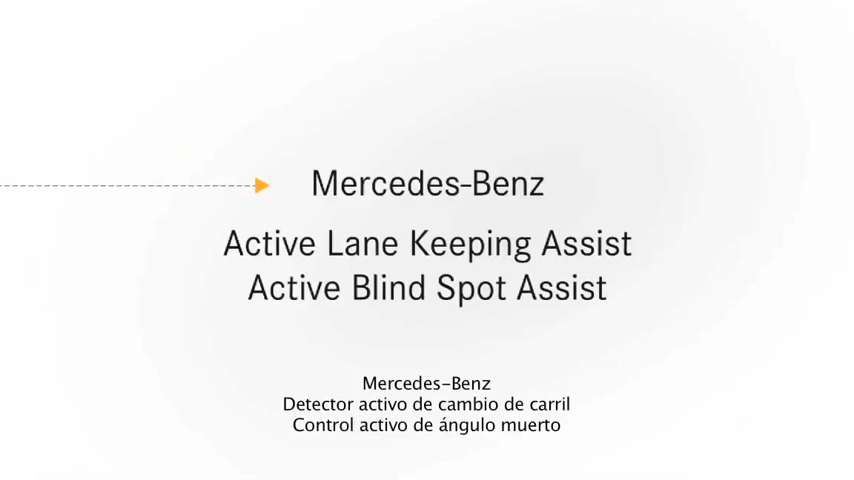 Mercedes-Benz
Active Lane Keeping Assist
Active Blind Spot Assist
Mercedes-Benz
Detector activo de cambio de carril
Control activo de ángulo muerto